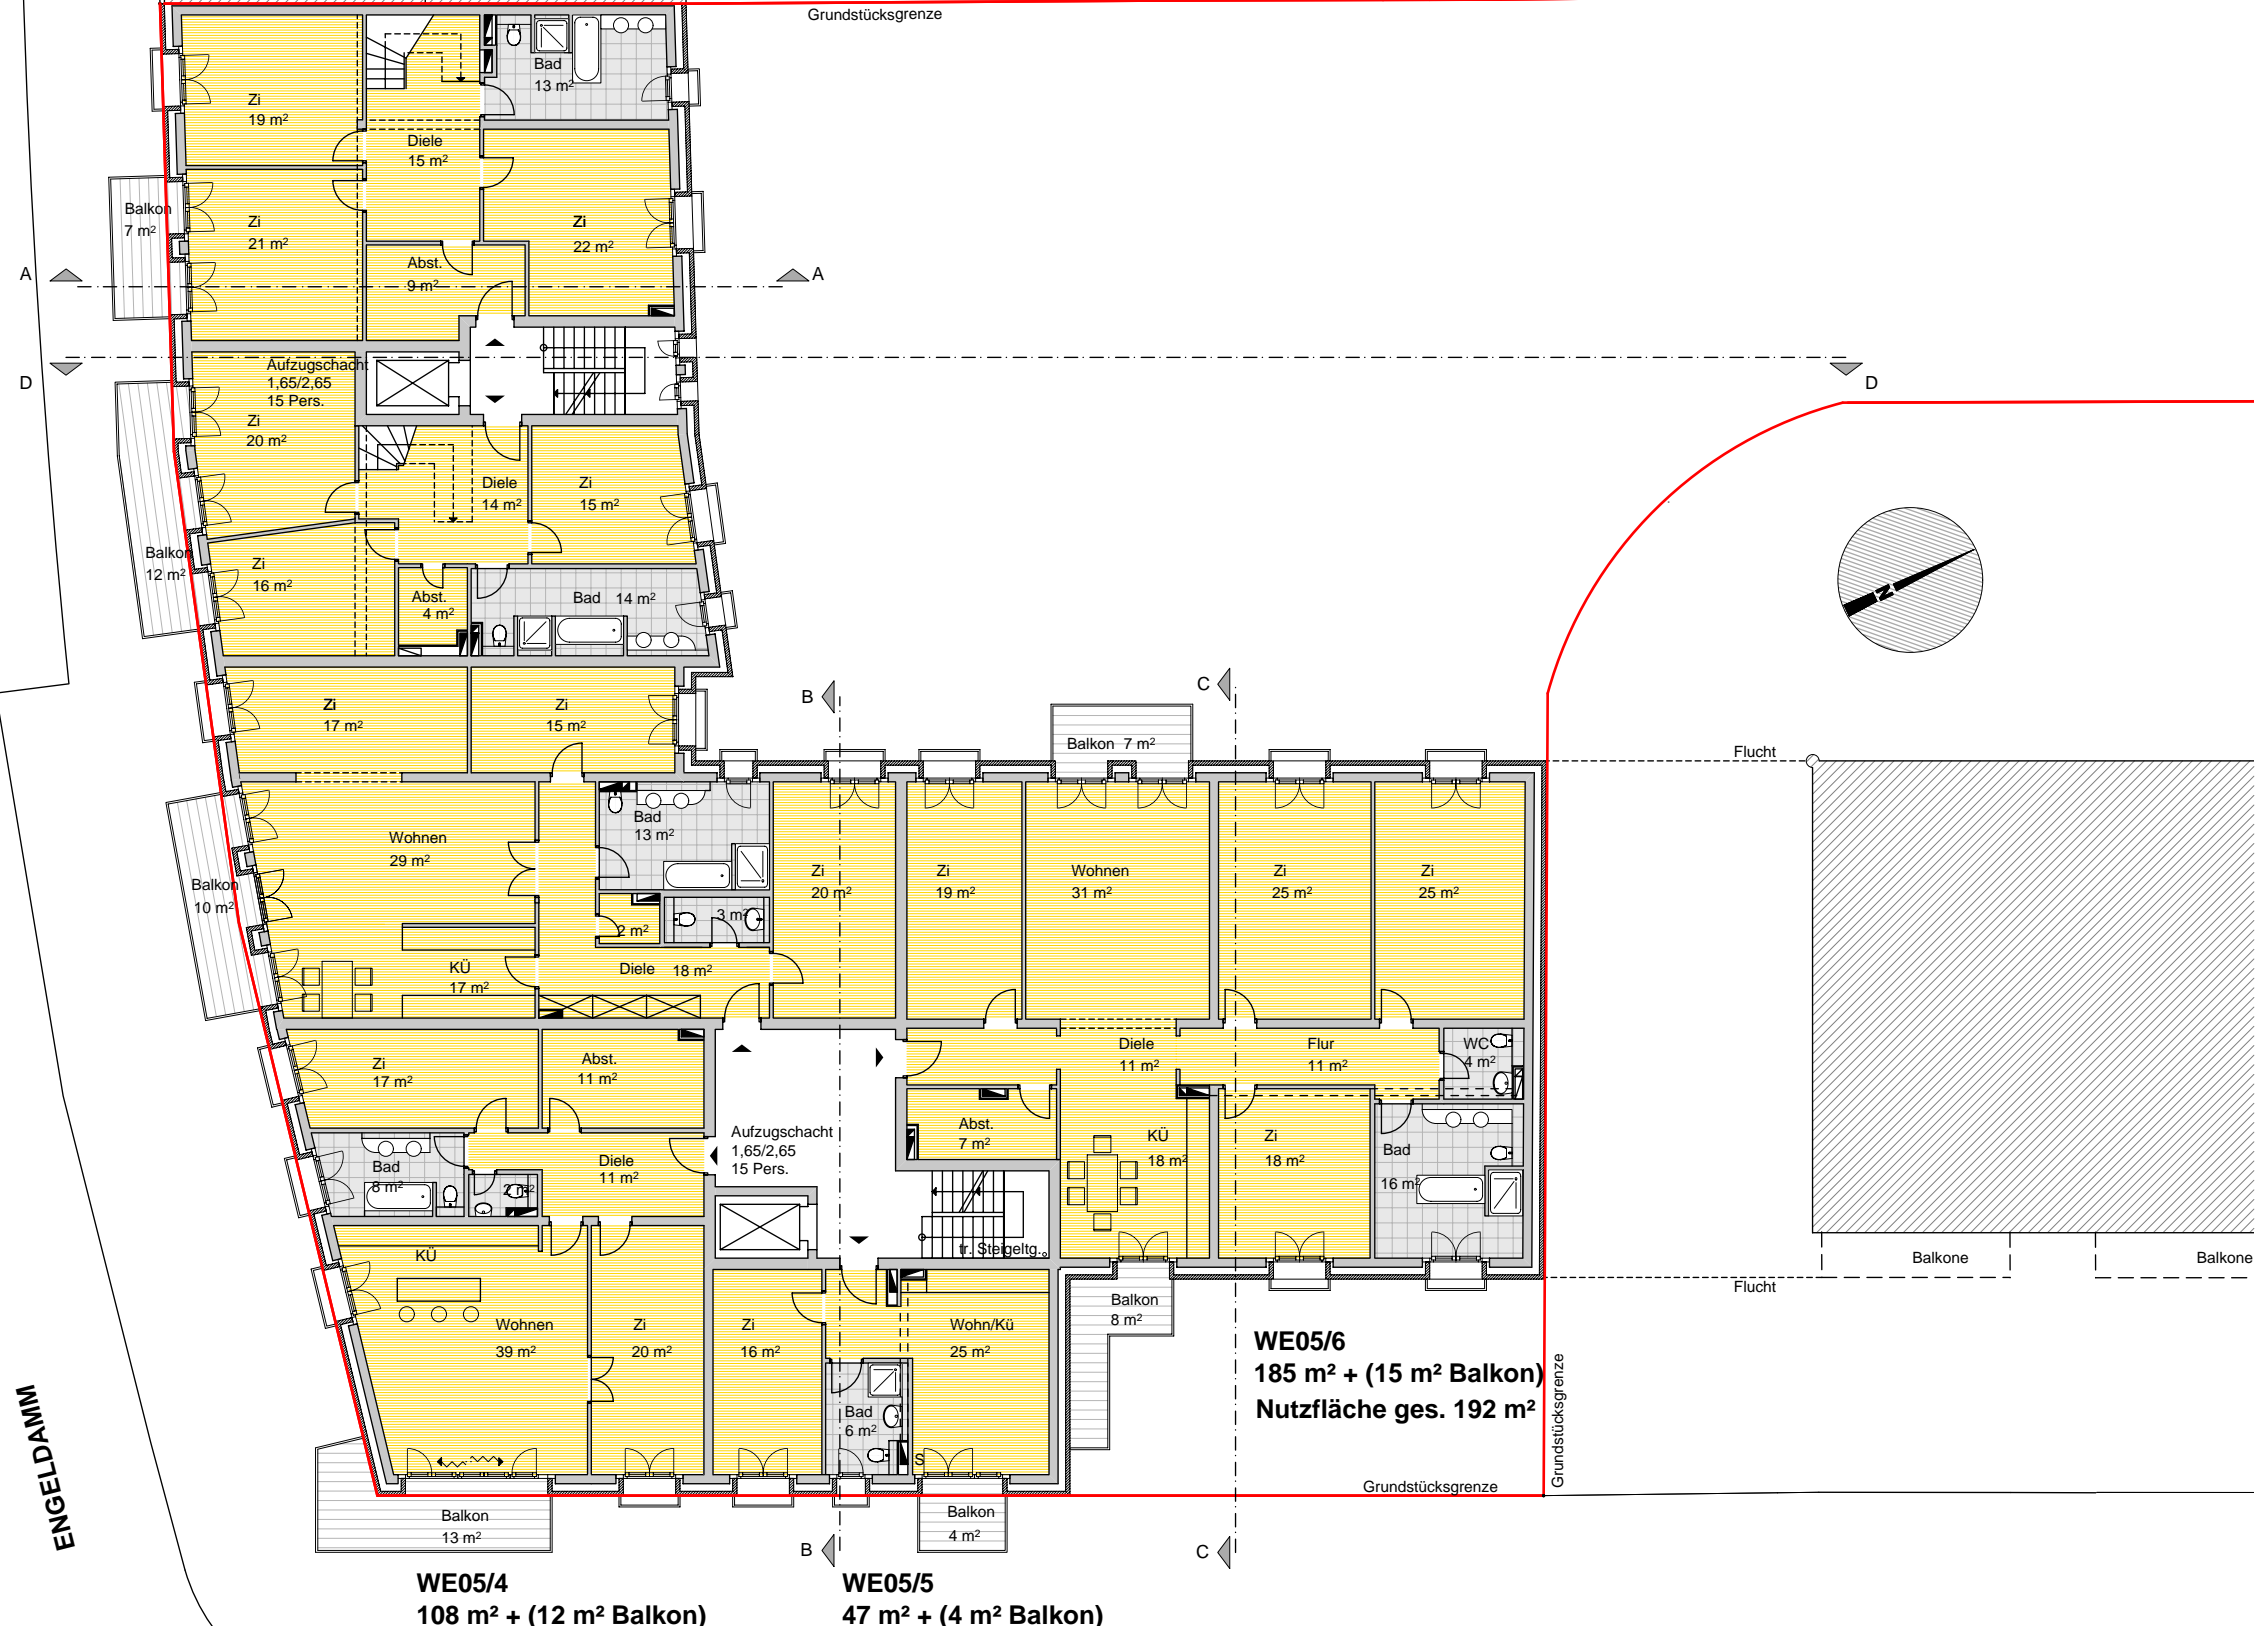 Grundstücksgrenze
Zi
19 m²
Diele
15 m²
Bad
13 m²
Balkon
7 m²
Zi
21 m²
Zi
22 m²
Abst.
9 m²
A
A
D
D
Aufzugschacht
1,65/2,65
15 Pers.
Zi
20 m²
Diele
14 m²
Zi
15 m²
Balkon
12 m²
Zi
16 m²
Abst.
4 m²
Bad 14 m²
N
Zi
17 m²
Zi
15 m²
B
C
Balkon 7 m²
Flucht
Wohnen
29 m²
Bad
13 m²
Balkon
10 m²
2 m²
3 m²
Zi
20 m²
Zi
19 m²
Wohnen
31 m²
Zi
25 m²
Zi
25 m²
KÜ
17 m²
Diele 18 m²
Zi
17 m²
Abst.
11 m²
Diele
11 m²
Flur
11 m²
WC
4 m²
Aufzugschacht
1,65/2,65
15 Pers.
Abst.
7 m²
KÜ
18 m²
Zi
18 m²
Bad
16 m²
Bad
8 m²
2 m²
Diele
11 m²
tr. Steigeltg.
KÜ
Wohnen
39 m²
Zi
20 m²
Zi
16 m²
Wohn/Kü
25 m²
Bad
6 m²
S
Balkon
8 m²
Balkone
Balkone
Flucht
WE05/6
185 m² + (15 m² Balkon)
Nutzfläche ges. 192 m²
Grundstücksgrenze
Grundstücksgrenze
ENGELDAMM
Balkon
13 m²
Balkon
4 m²
B
C
WE05/4
108 m² + (12 m² Balkon)
WE05/5
47 m² + (4 m² Balkon)